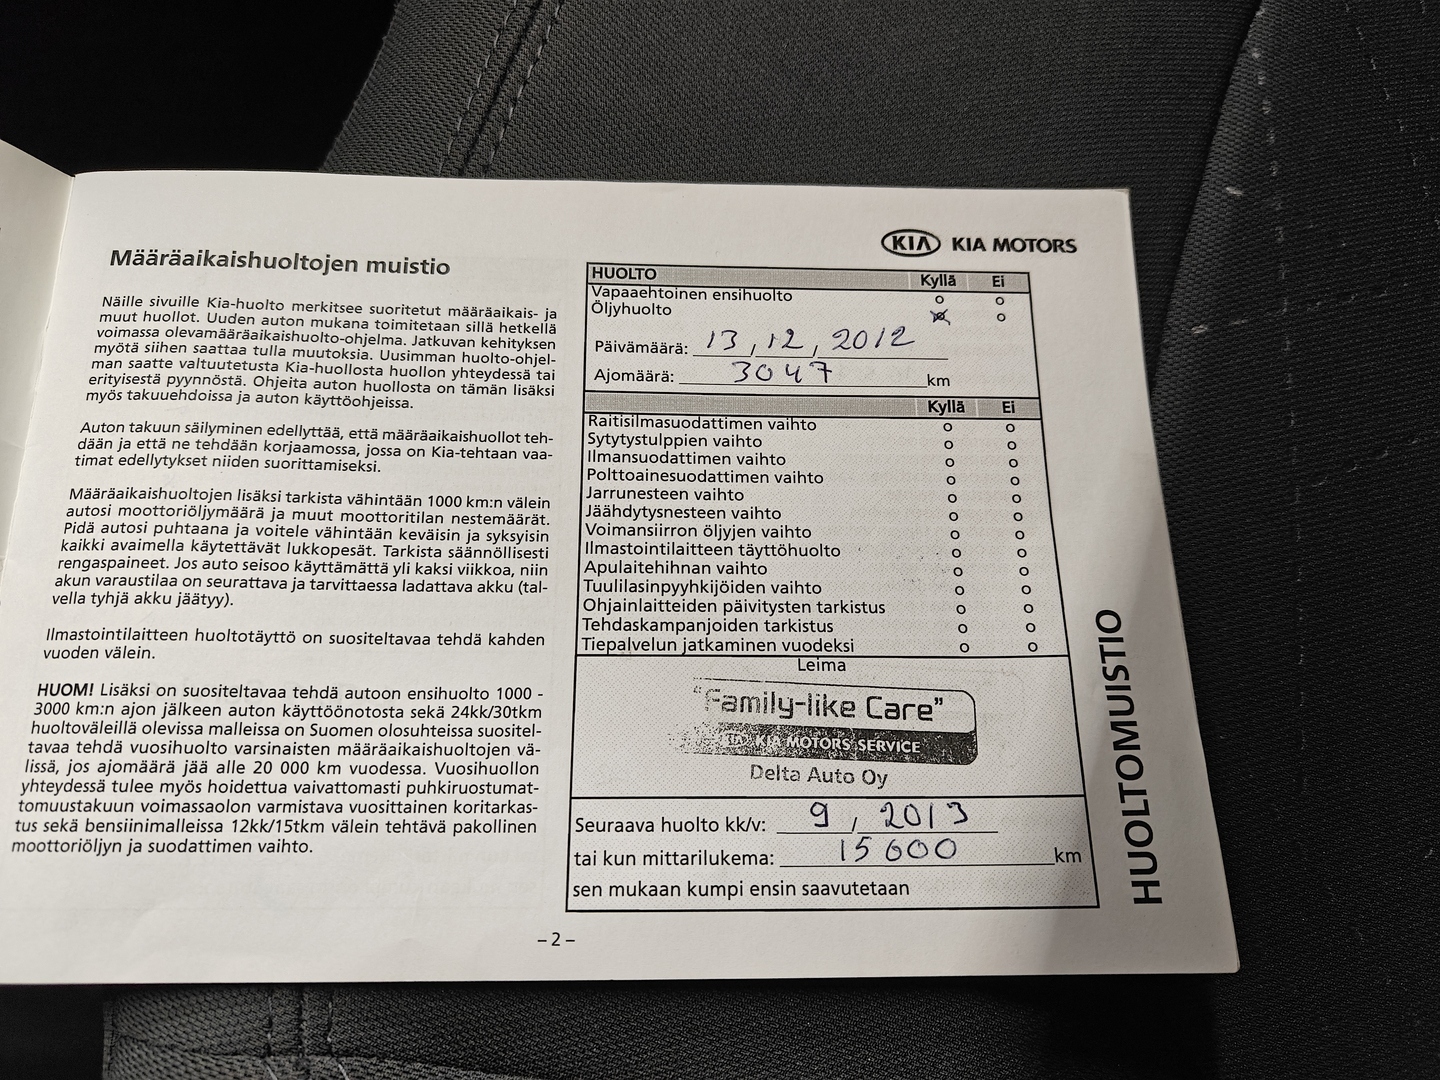 Määräaikaishuoltojen muistio
Näille sivuille Kia-huolto merkitsee suoritetut määräaikais- ja
muut huollot. Uuden auton mukana toimitetaan sillä hetkellä
voimassa olevamääräaikaishuolto-ohjelma. Jatkuvan kehityksen
myötä siihen saattaa tulla muutoksia. Uusimman huolto-ohjel-
man saatte valtuutetusta Kia-huollosta huollon yhteydessä tai
erityisestä pyynnöstä. Ohjeita auton huollosta on tämän lisäksi
myös takuuehdoissa ja auton käyttöohjeissa.
Auton takuun säilyminen edellyttää, että määräaikaishuollot teh-
dään ja että ne tehdään korjaamossa, jossa on Kia-tehtaan vaa-
timat edellytykset niiden suorittamiseksi.
Määräaikaishuoltojen lisäksi tarkista vähintään 1000 km:n välein
autosi moottoriöljymäärä ja muut moottoritilan nestemäärät.
Pidä autosi puhtaana ja voitele vähintään keväisin ja syksyisin
kaikki avaimella käytettävät lukkopesät. Tarkista säännöllisesti
rengaspaineet. Jos auto seisoo käyttämättä yli kaksi viikkoa, niin
akun varaustilaa on seurattava ja tarvittaessa ladattava akku (tal-
vella tyhjä akku jäätyy).
Ilmastointilaitteen huoltotäyttö on suositeltavaa tehdä kahden
vuoden välein.
HUOM! Lisäksi on suositeltavaa tehdä autoon ensihuolto 1000 -
3000 km:n ajon jälkeen auton käyttöönotosta sekä 24kk/30tkm
huoltoväleillä olevissa malleissa on Suomen olosuhteissa suositel-
tavaa tehdä vuosihuolto varsinaisten määräaikaishuoltojen vä-
lissä, jos ajomäärä jää alle 20 000 km vuodessa. Vuosihuollon
yhteydessä tulee myös hoidettua vaivattomasti puhkiruostumat-
tomuustakuun voimassaolon varmistava vuosittainen koritarkas-
tus sekä bensiinimalleissa 12kk/15tkm välein tehtävä pakollinen
moottoriöljyn ja suodattimen vaihto.
KIA KIA MOTORS
HUOLTO Kyllä Ei
Vapaaehtoinen ensihuolto o o
Öljyhuolto o o
Päivämäärä: 13, 12, 2012
Ajomäärä: 3047 km
Kyllä Ei
Raitisilmasuodattimen vaihto o o
Sytytystulppien vaihto o o
Ilmansuodattimen vaihto o o
Polttoainesuodattimen vaihto o o
Jarrunesteen vaihto o o
Jäähdytysnesteen vaihto o o
Voimansiirron öljyjen vaihto o o
Ilmastointilaitteen täyttöhuolto o o
Apulaitehihnan vaihto o o
Tuulilasinpyyhkijöiden vaihto o o
Ohjainlaitteiden päivitysten tarkistus o o
Tehdaskampanjoiden tarkistus o o
Tiepalvelun jatkaminen vuodeksi o o
Leima
"Family-like Care"
KIA KIA MOTORS SERVICE
Delta Auto Oy
Seuraava huolto kk/v: 9 / 2013
tai kun mittarilukema: 15 000 km
sen mukaan kumpi ensin saavutetaan
HUOLTOMUISTIO
– 2 –